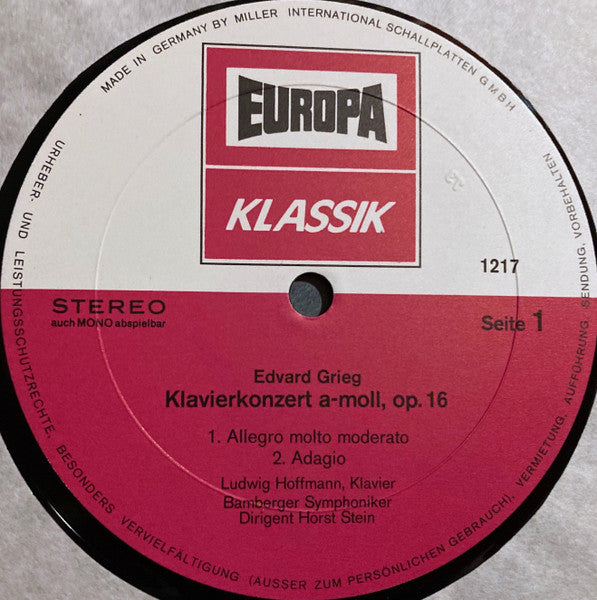 MADE IN GERMANY BY MILLER INTERNATIONAL SCHALLPLATTEN GMBH
EUROPA
KLASSIK
1217
STEREO
auch MONO abspielbar
Seite 1
Edvard Grieg
Klavierkonzert a-moll, op. 16
1. Allegro molto moderato
2. Adagio
Ludwig Hoffmann, Klavier
Bamberger Symphoniker
Dirigent Horst Stein
URHEBER- UND LEISTUNGSSCHUTZRECHTE, BESONDERS VERVIELFÄLTIGUNG (AUSSER ZUM PERSÖNLICHEN GEBRAUCH), VERMIETUNG, AUFFÜHRUNG, SENDUNG, VORBEHALTEN